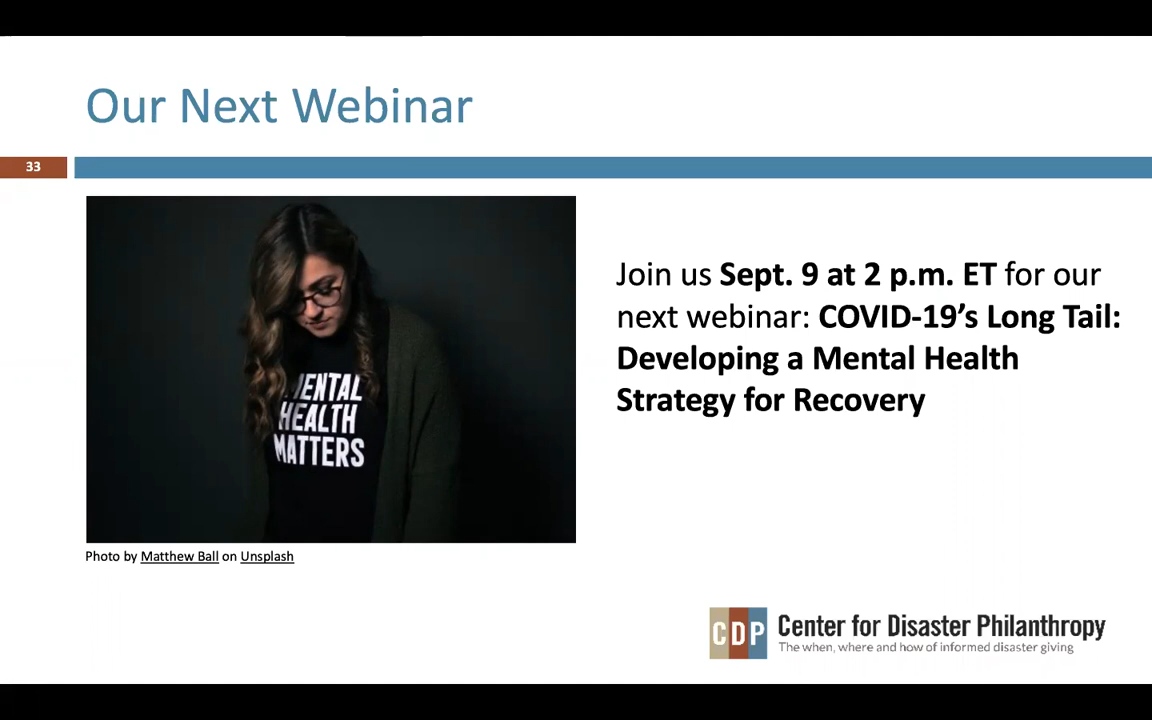 Our Next Webinar
33
MENTAL
HEALTH
MATTERS
Join us Sept. 9 at 2 p.m. ET for our
next webinar: COVID-19’s Long Tail:
Developing a Mental Health
Strategy for Recovery
Photo by Matthew Ball on Unsplash
CDP Center for Disaster Philanthropy
The when, where and how of informed disaster giving